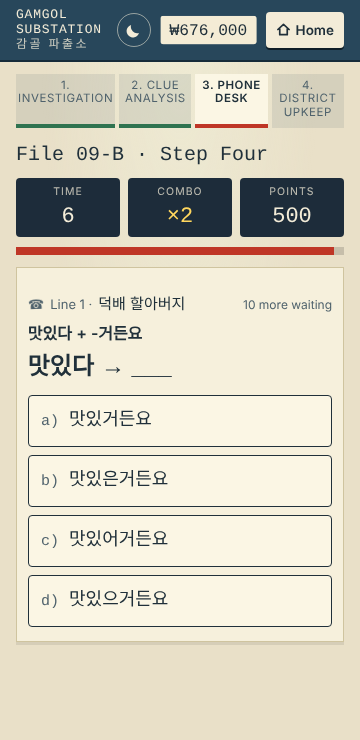 GAMGOL
SUBSTATION
감골 파출소
₩676,000
Home
1. INVESTIGATION
2. CLUE ANALYSIS
3. PHONE DESK
4. DISTRICT UPKEEP
File 09-B · Step Four
TIME
6
COMBO
×2
POINTS
500
☎ Line 1 · 덕배 할아버지
10 more waiting
맛있다 + -거든요
맛있다 → ___
a) 맛있거든요
b) 맛있은거든요
c) 맛있어거든요
d) 맛있으거든요